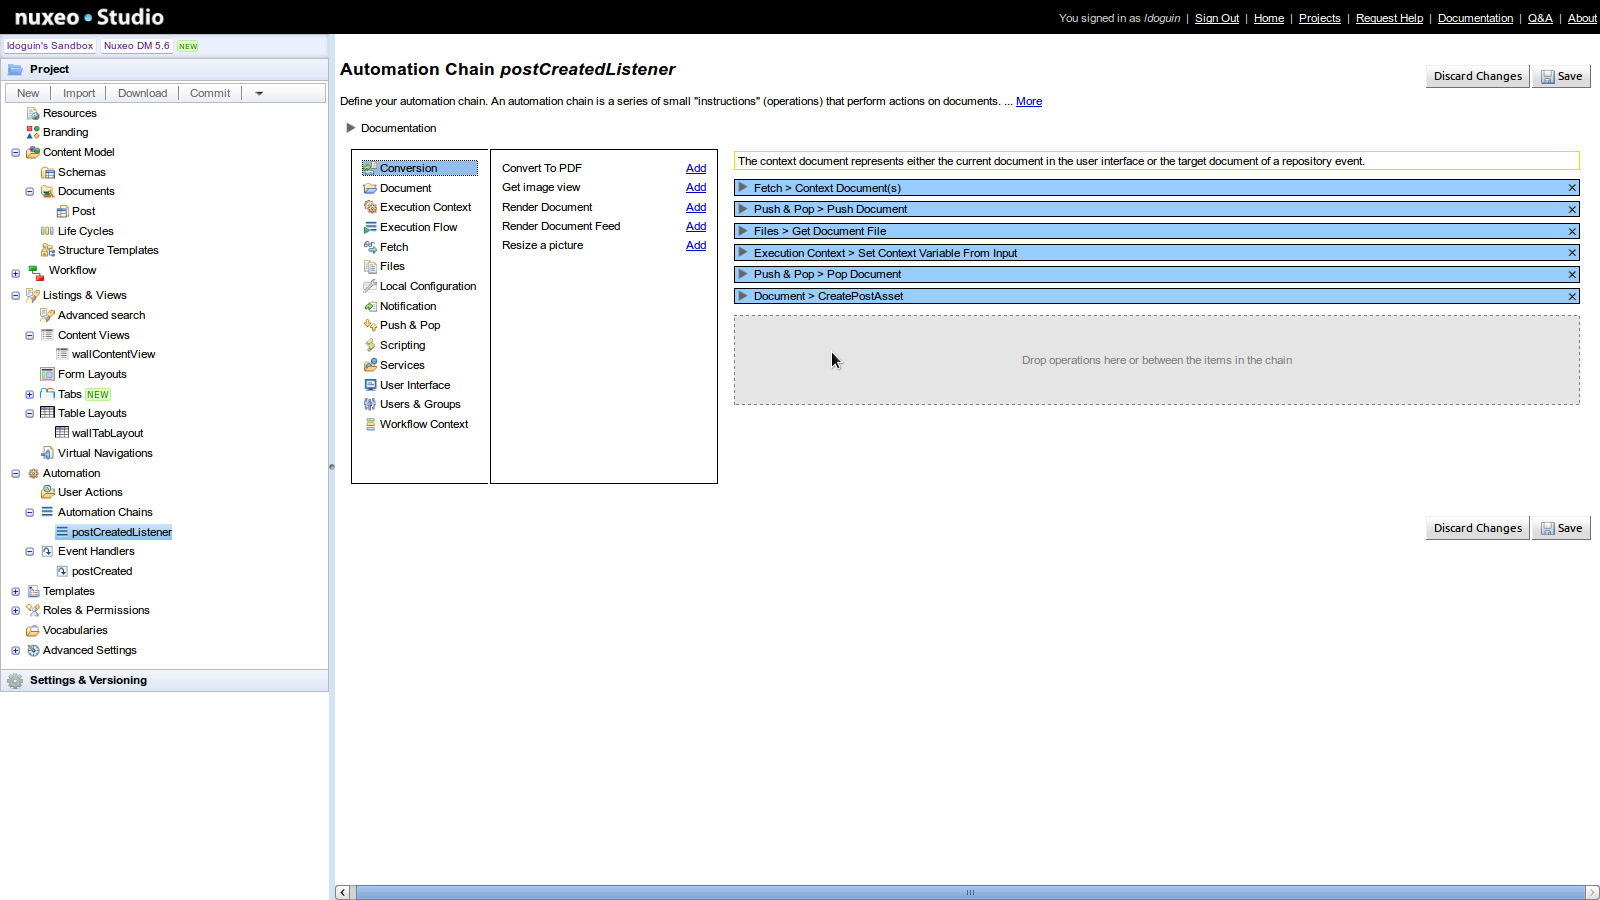 nuxeo • Studio
You signed in as ldoguin | Sign Out | Home | Projects | Request Help | Documentation | Q&A | About
ldoguin's Sandbox Nuxeo DM 5.6 NEW
Project
New | Import | Download | Commit |
Resources
Branding
Content Model
Schemas
Documents
Post
Life Cycles
Structure Templates
Workflow
Listings & Views
Advanced search
Content Views
wallContentView
Form Layouts
Tabs NEW
Table Layouts
wallTabLayout
Virtual Navigations
Automation
User Actions
Automation Chains
postCreatedListener
Event Handlers
postCreated
Templates
Roles & Permissions
Vocabularies
Advanced Settings
Settings & Versioning
Automation Chain postCreatedListener
Discard Changes Save
Define your automation chain. An automation chain is a series of small "instructions" (operations) that perform actions on documents. ... More
Documentation
Conversion
Document
Execution Context
Execution Flow
Fetch
Files
Local Configuration
Notification
Push & Pop
Scripting
Services
User Interface
Users & Groups
Workflow Context
Convert To PDF Add
Get image view Add
Render Document Add
Render Document Feed Add
Resize a picture Add
The context document represents either the current document in the user interface or the target document of a repository event.
Fetch > Context Document(s)
Push & Pop > Push Document
Files > Get Document File
Execution Context > Set Context Variable From Input
Push & Pop > Pop Document
Document > CreatePostAsset
Drop operations here or between the items in the chain
Discard Changes Save